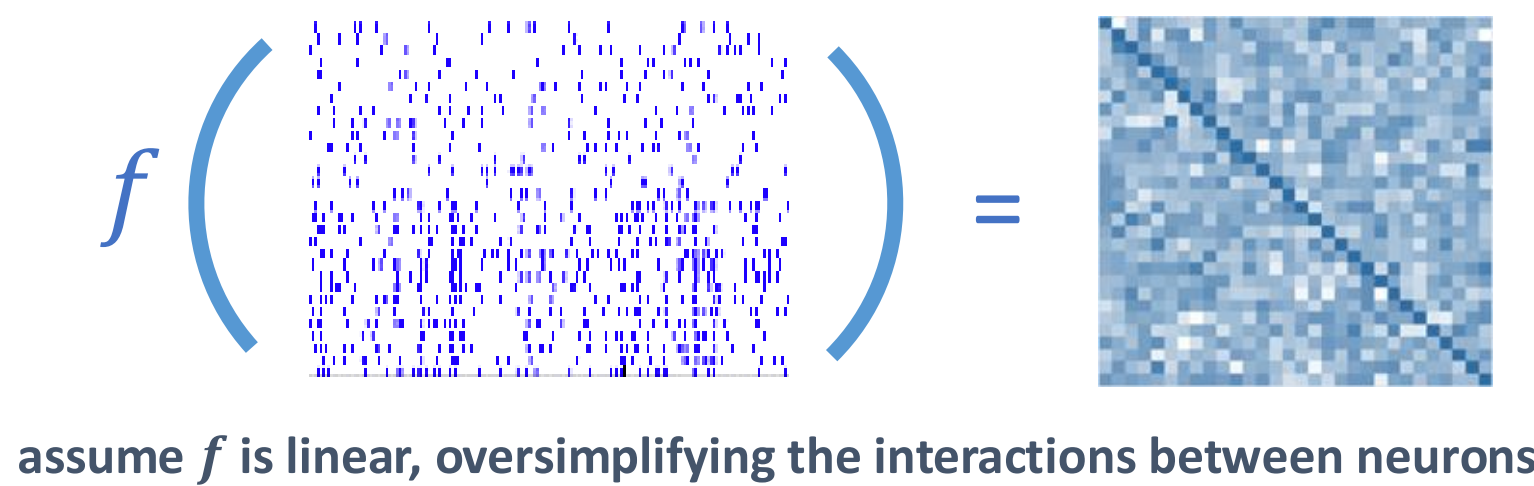 f ( ) =
assume f is linear, oversimplifying the interactions between neurons